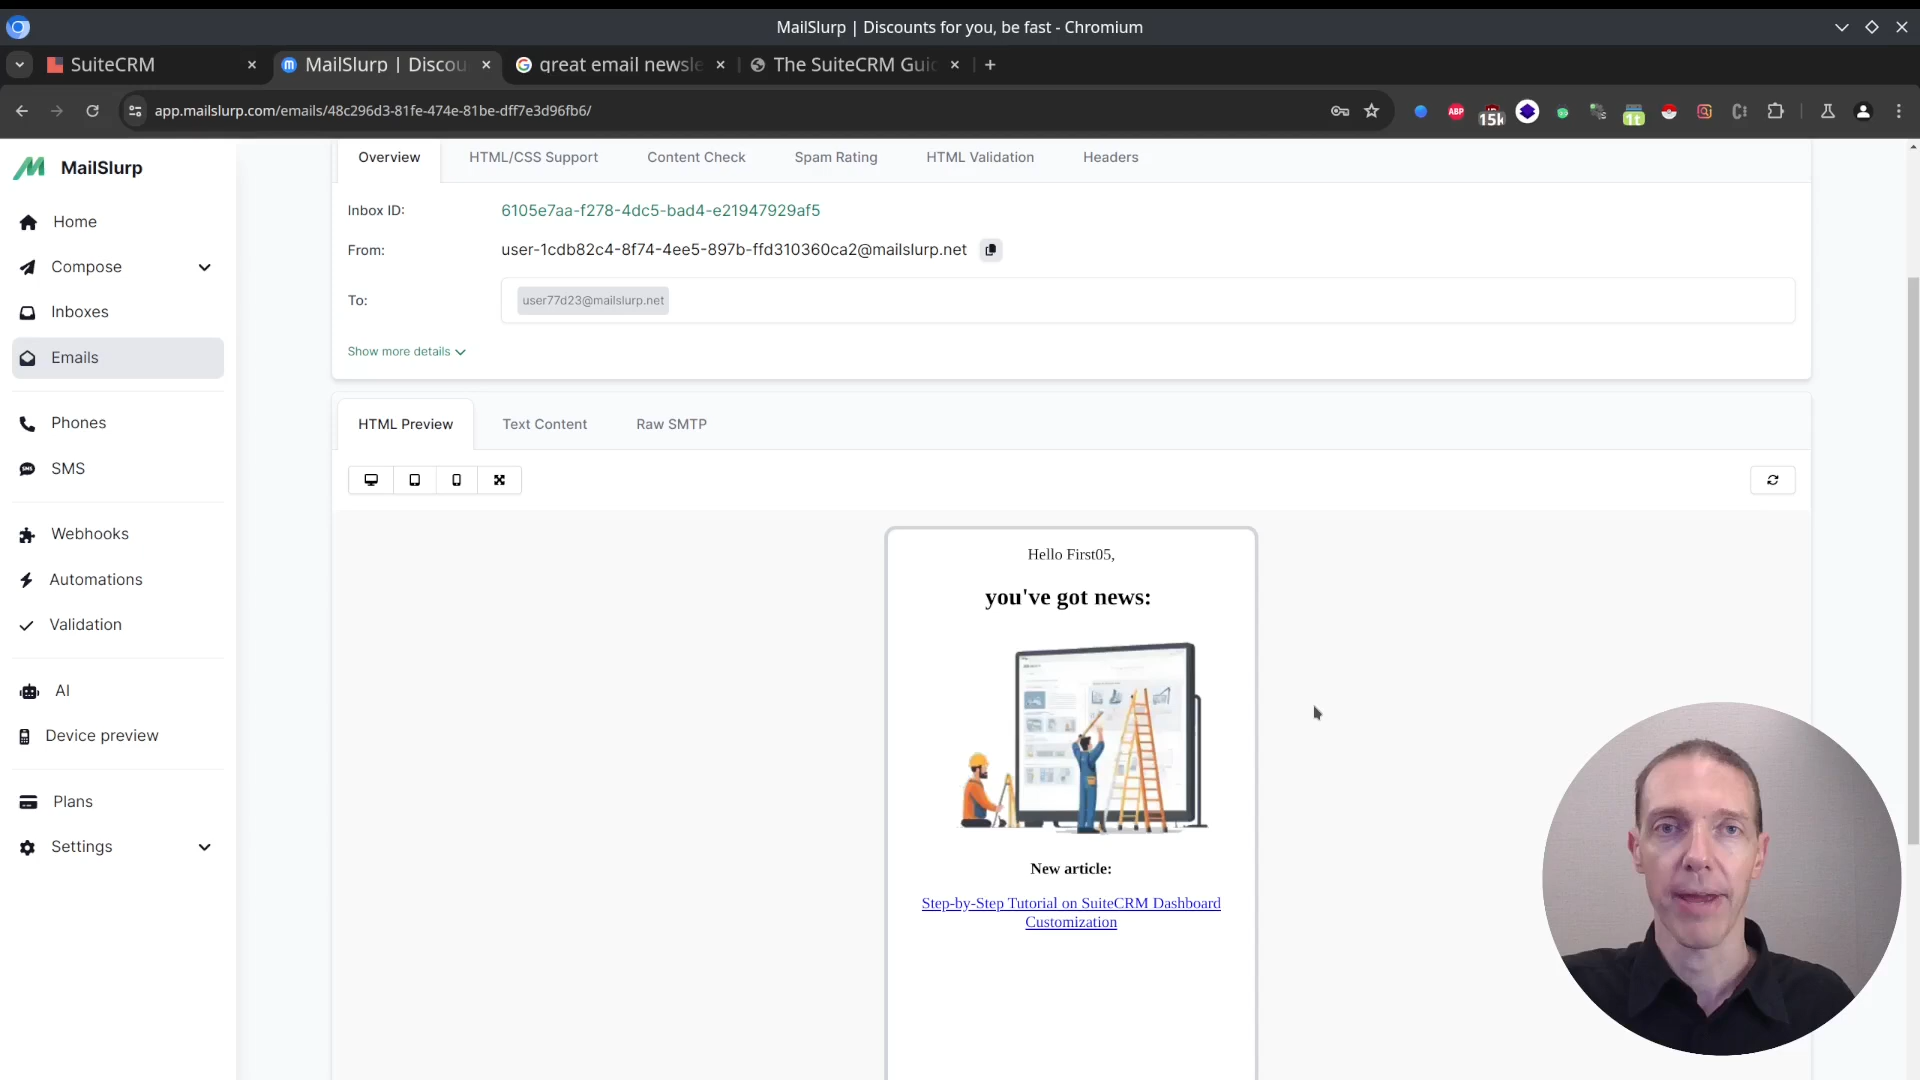 MailSlurp | Discounts for you, be fast - Chromium
SuiteCRM
MailSlurp | Discou
great email newsle
The SuiteCRM Guid
app.mailslurp.com/emails/48c296d3-81fe-474e-81be-dff7e3d96fb6/
ABP
15k
1t
MailSlurp
Home
Compose
Inboxes
Emails
Phones
SMS
Webhooks
Automations
Validation
AI
Device preview
Plans
Settings
Overview
HTML/CSS Support
Content Check
Spam Rating
HTML Validation
Headers
Inbox ID:
6105e7aa-f278-4dc5-bad4-e21947929af5
From:
user-1cdb82c4-8f74-4ee5-897b-ffd310360ca2@mailslurp.net
To:
user77d23@mailslurp.net
Show more details
HTML Preview
Text Content
Raw SMTP
Hello First05,
you've got news:
New article:
Step-by-Step Tutorial on SuiteCRM Dashboard
Customization